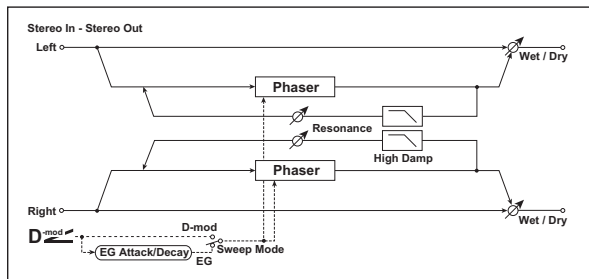 Stereo In - Stereo Out
Left
Wet / Dry
Phaser
Resonance
High Damp
Phaser
Right
Wet / Dry
D-mod
D-mod
Sweep Mode
EG Attack/Decay
EG